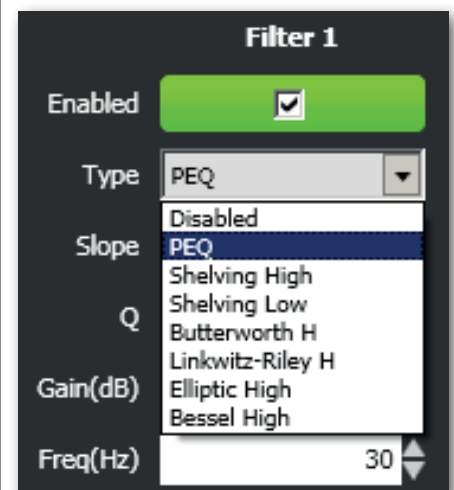 Filter 1
Enabled
Type PEQ
Disabled
Slope PEQ
Shelving High
Shelving Low
Q
Butterworth H
Linkwitz-Riley H
Gain(dB) Elliptic High
Bessel High
Freq(Hz) 30